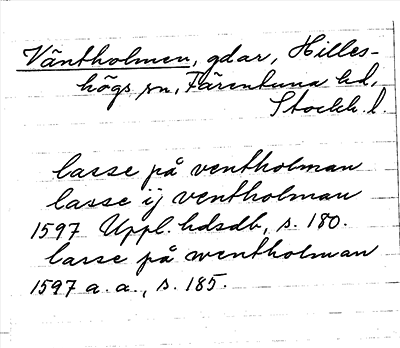 Väntholmen, gdar, Hilles-
högs sn, Färentuna hd,
Stockh. l.
lasse på ventholman
lasse ij ventholman
1597 Uppl. hdsdb, s. 180.
lasse på wentholman
1597 a. a., s. 185.